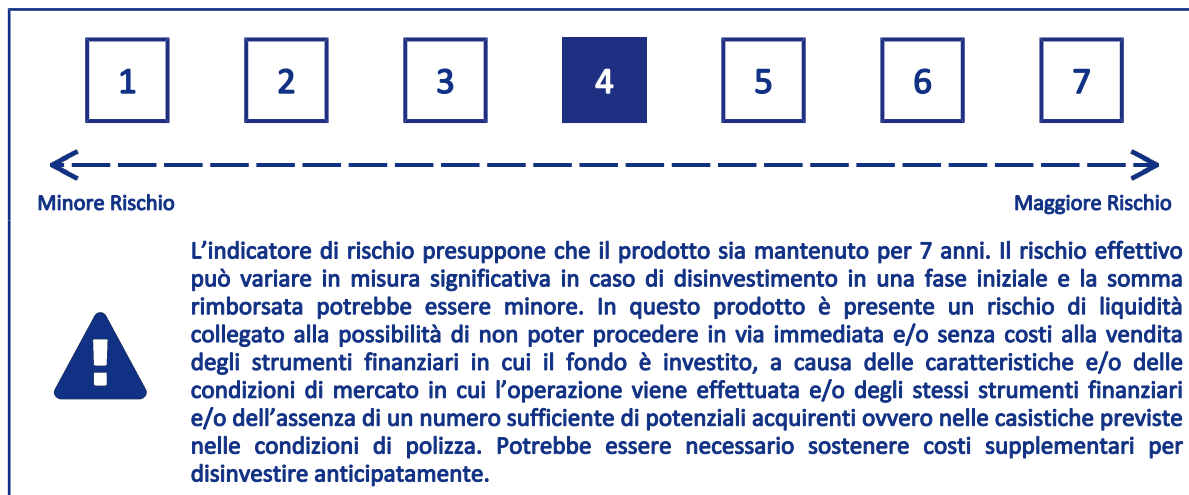 1 2 3 4 5 6 7
Minore Rischio Maggiore Rischio
L’indicatore di rischio presuppone che il prodotto sia mantenuto per 7 anni. Il rischio effettivo
può variare in misura significativa in caso di disinvestimento in una fase iniziale e la somma
rimborsata potrebbe essere minore. In questo prodotto è presente un rischio di liquidità
collegato alla possibilità di non poter procedere in via immediata e/o senza costi alla vendita
degli strumenti finanziari in cui il fondo è investito, a causa delle caratteristiche e/o delle
condizioni di mercato in cui l’operazione viene effettuata e/o degli stessi strumenti finanziari
e/o dell’assenza di un numero sufficiente di potenziali acquirenti ovvero nelle casistiche previste
nelle condizioni di polizza. Potrebbe essere necessario sostenere costi supplementari per
disinvestire anticipatamente.